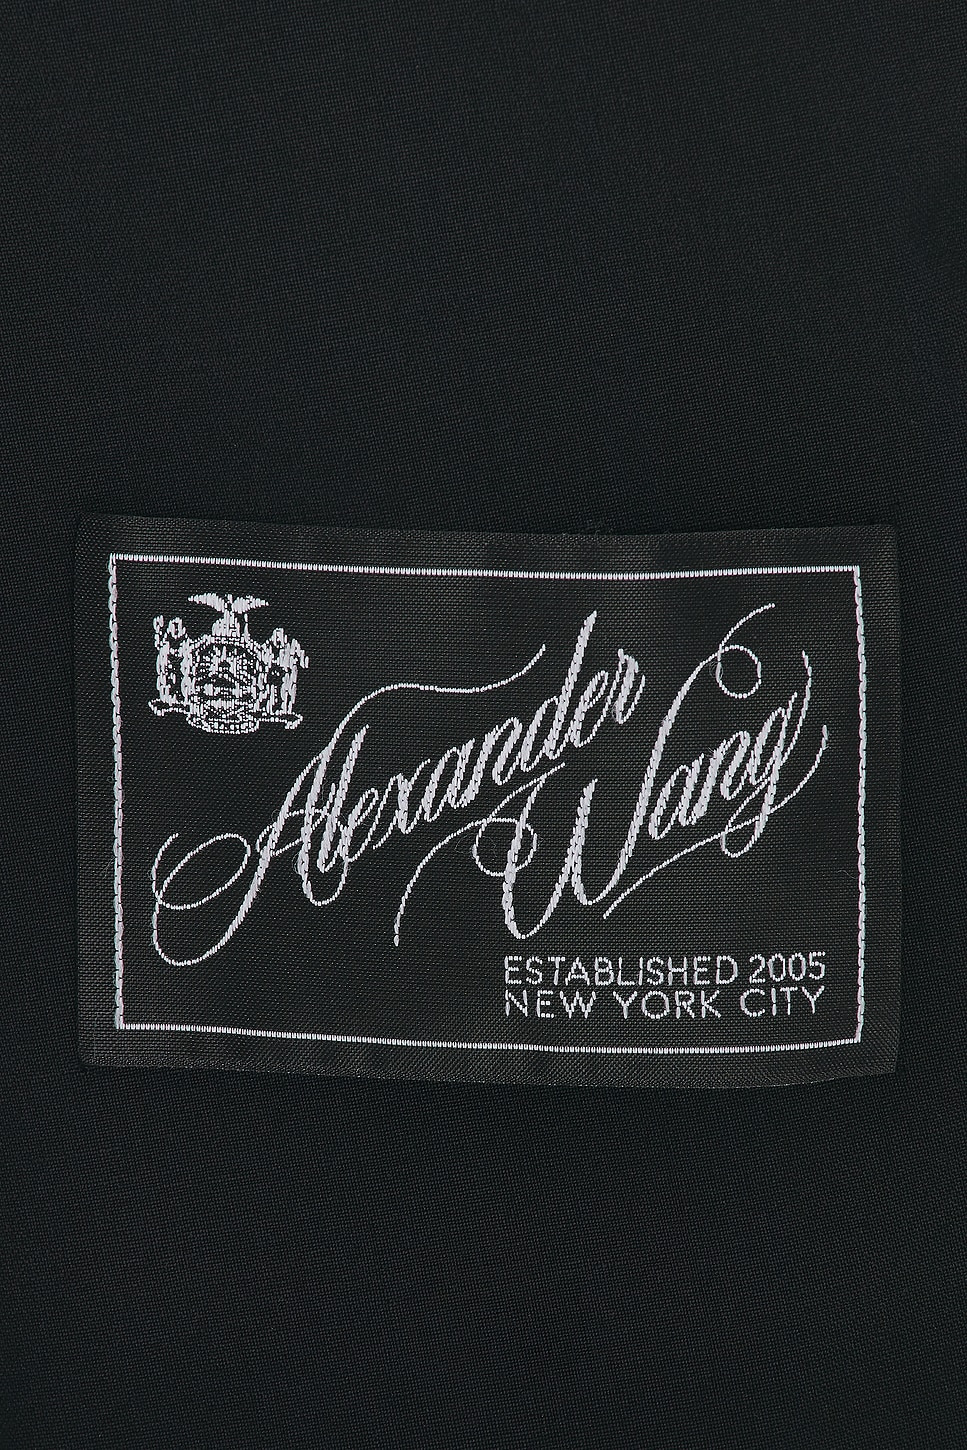 Alexander
Wang
ESTABLISHED 2005
NEW YORK CITY